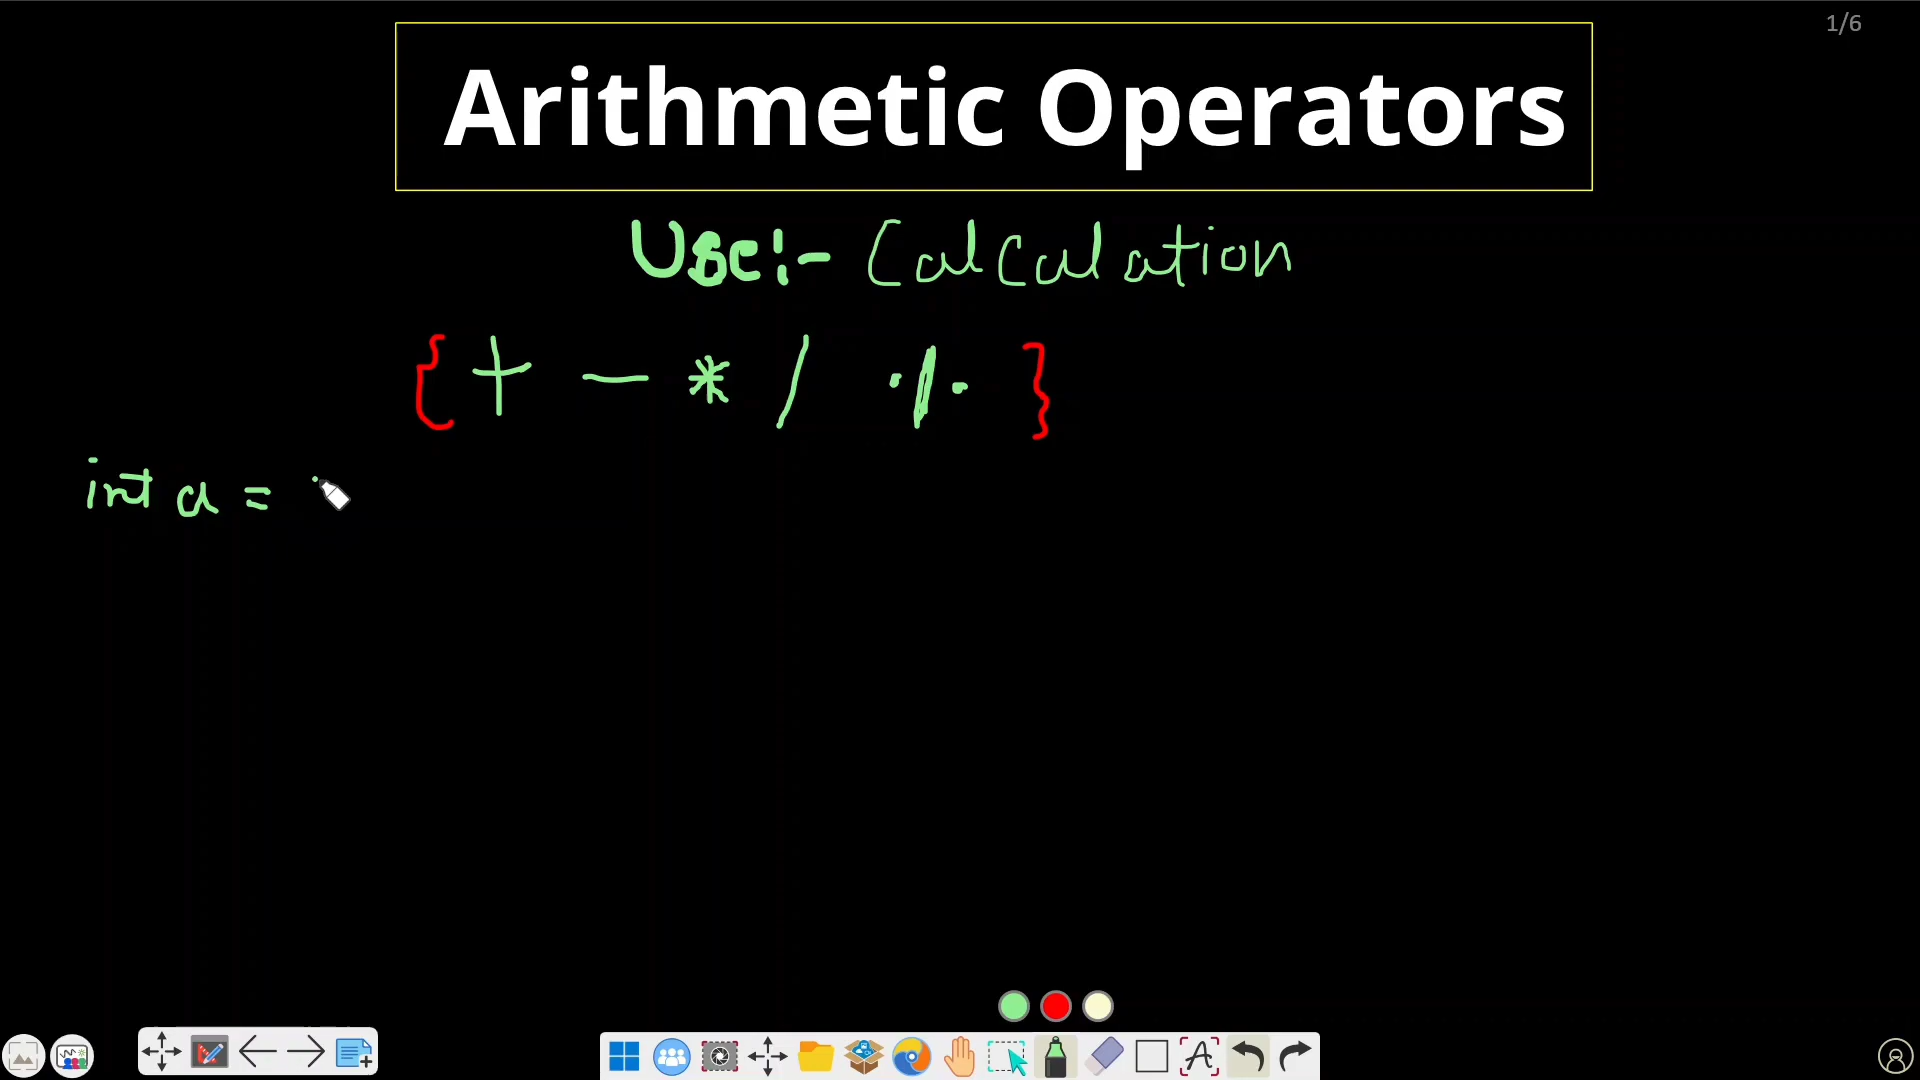 1/6
Arithmetic Operators
Use:- Calculation
{ + - * / % }
int a =